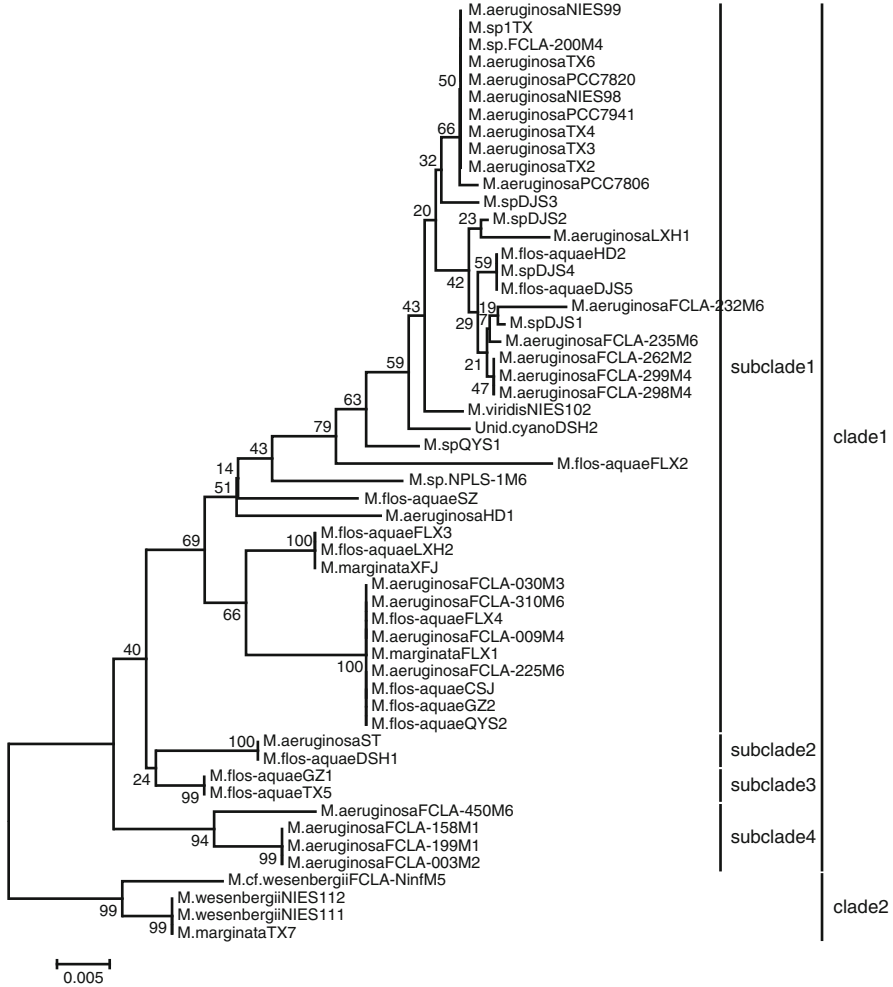 M.aeruginosaNIES99
M.sp1TX
M.sp.FCLA-200M4
M.aeruginosaTX6
M.aeruginosaPCC7820
50
M.aeruginosaNIES98
M.aeruginosaPCC7941
M.aeruginosaTX4
66
M.aeruginosaTX3
M.aeruginosaTX2
32
M.aeruginosaPCC7806
M.spDJS3
20
23
M.spDJS2
M.aeruginosaLXH1
M.flos-aquaeHD2
59
M.spDJS4
42
M.flos-aquaeDJS5
43
19
M.aeruginosaFCLA-232M6
29
7
M.spDJS1
M.aeruginosaFCLA-235M6
M.aeruginosaFCLA-262M2
21
59
M.aeruginosaFCLA-299M4
subclade1
47
M.aeruginosaFCLA-298M4
63
M.viridisNIES102
79
Unid.cyanoDSH2
clade1
43
M.spQYS1
14
M.flos-aquaeFLX2
51
M.sp.NPLS-1M6
M.flos-aquaeSZ
M.aeruginosaHD1
69
M.flos-aquaeFLX3
100
M.flos-aquaeLXH2
M.marginataXFJ
M.aeruginosaFCLA-030M3
66
M.aeruginosaFCLA-310M6
M.flos-aquaeFLX4
M.aeruginosaFCLA-009M4
40
M.marginataFLX1
100
M.aeruginosaFCLA-225M6
M.flos-aquaeCSJ
M.flos-aquaeGZ2
M.flos-aquaeQYS2
100
M.aeruginosaST
subclade2
M.flos-aquaeDSH1
24
M.flos-aquaeGZ1
subclade3
99
M.flos-aquaeTX5
M.aeruginosaFCLA-450M6
94
M.aeruginosaFCLA-158M1
subclade4
M.aeruginosaFCLA-199M1
99
M.aeruginosaFCLA-003M2
M.cf.wesenbergiiFCLA-NinfM5
99
M.wesenbergiiNIES112
clade2
M.wesenbergiiNIES111
99
M.marginataTX7
0.005